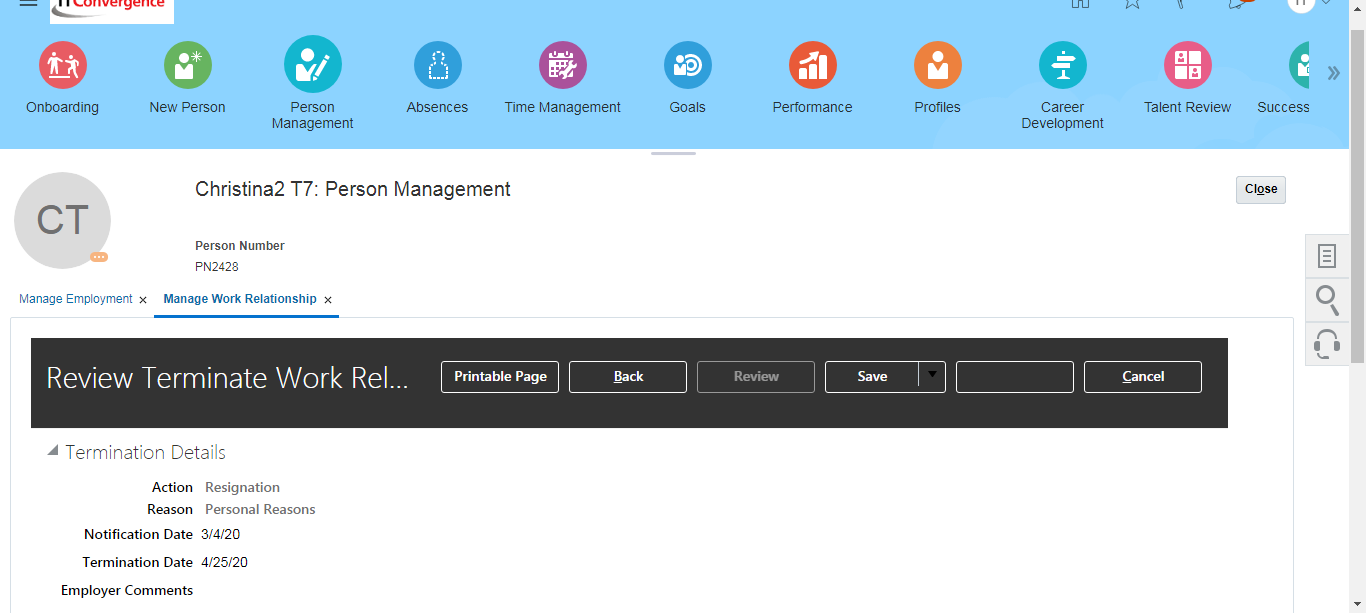 ITConvergence
Onboarding
New Person
Person
Management
Absences
Time Management
Goals
Performance
Profiles
Career
Development
Talent Review
Success
CT
Christina2 T7: Person Management
Close
Person Number
PN2428
Manage Employment ×
Manage Work Relationship ×
Review Terminate Work Rel...
Printable Page
Back
Review
Save
Cancel
Termination Details
Action Resignation
Reason Personal Reasons
Notification Date 3/4/20
Termination Date 4/25/20
Employer Comments